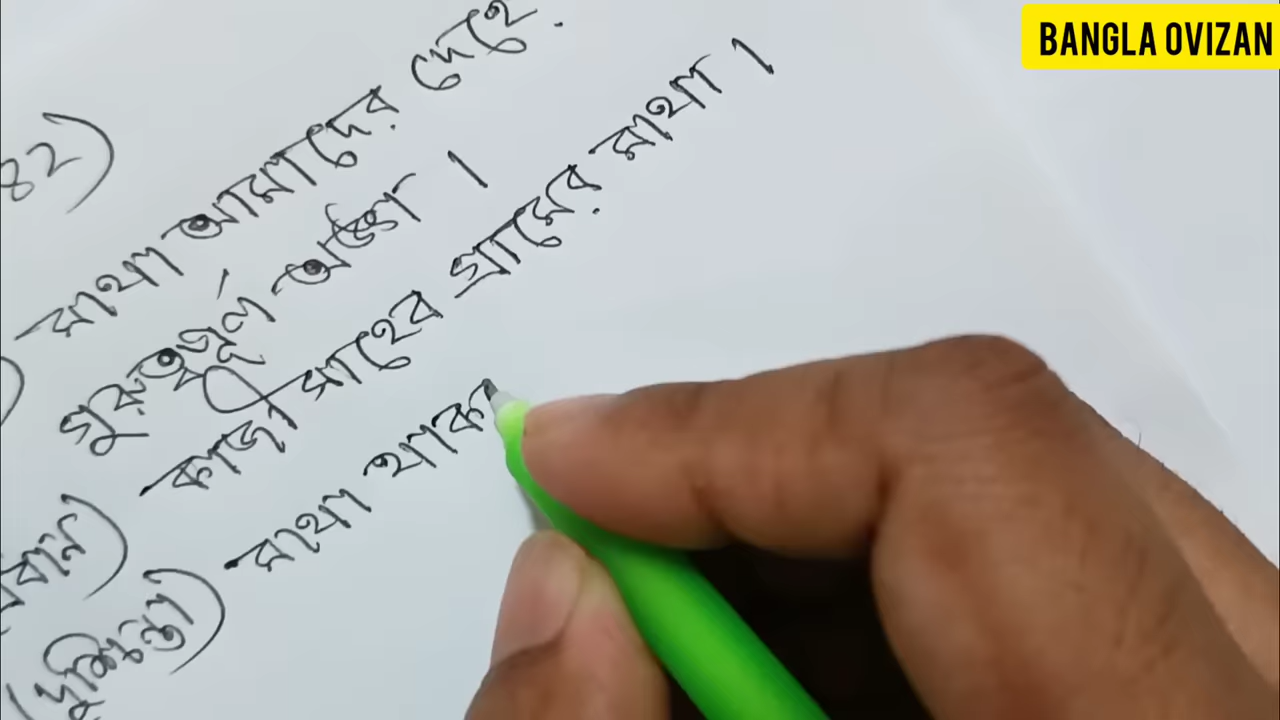 BANGLA OVIZAN
82)
মাথা আমাদের দেহের
গুরুত্বপূর্ণ অঙ্গ ।
কাজী সাহেব গ্রামের মাথা ।
মাথা থাক